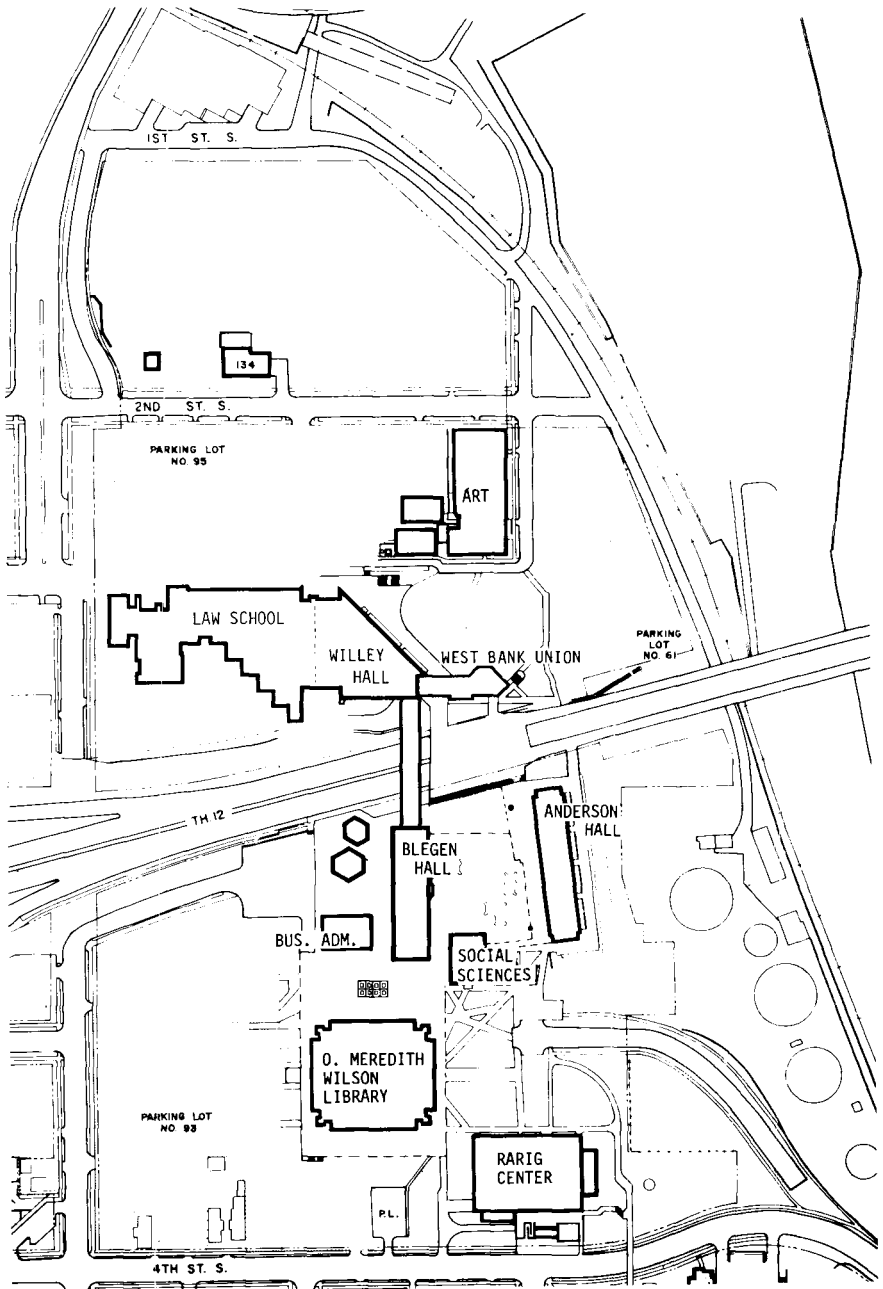 1ST ST. S.
134
2ND ST. S.
PARKING LOT
NO. 95
ART
LAW SCHOOL
WILLEY
HALL
WEST BANK UNION
PARKING
LOT
NO. 61
TH 12
ANDERSON
HALL
BLEGEN
HALL
BUS. ADM.
SOCIAL
SCIENCES
O. MEREDITH
WILSON
LIBRARY
PARKING LOT
NO. 93
RARIG
CENTER
P.L.
4TH ST. S.